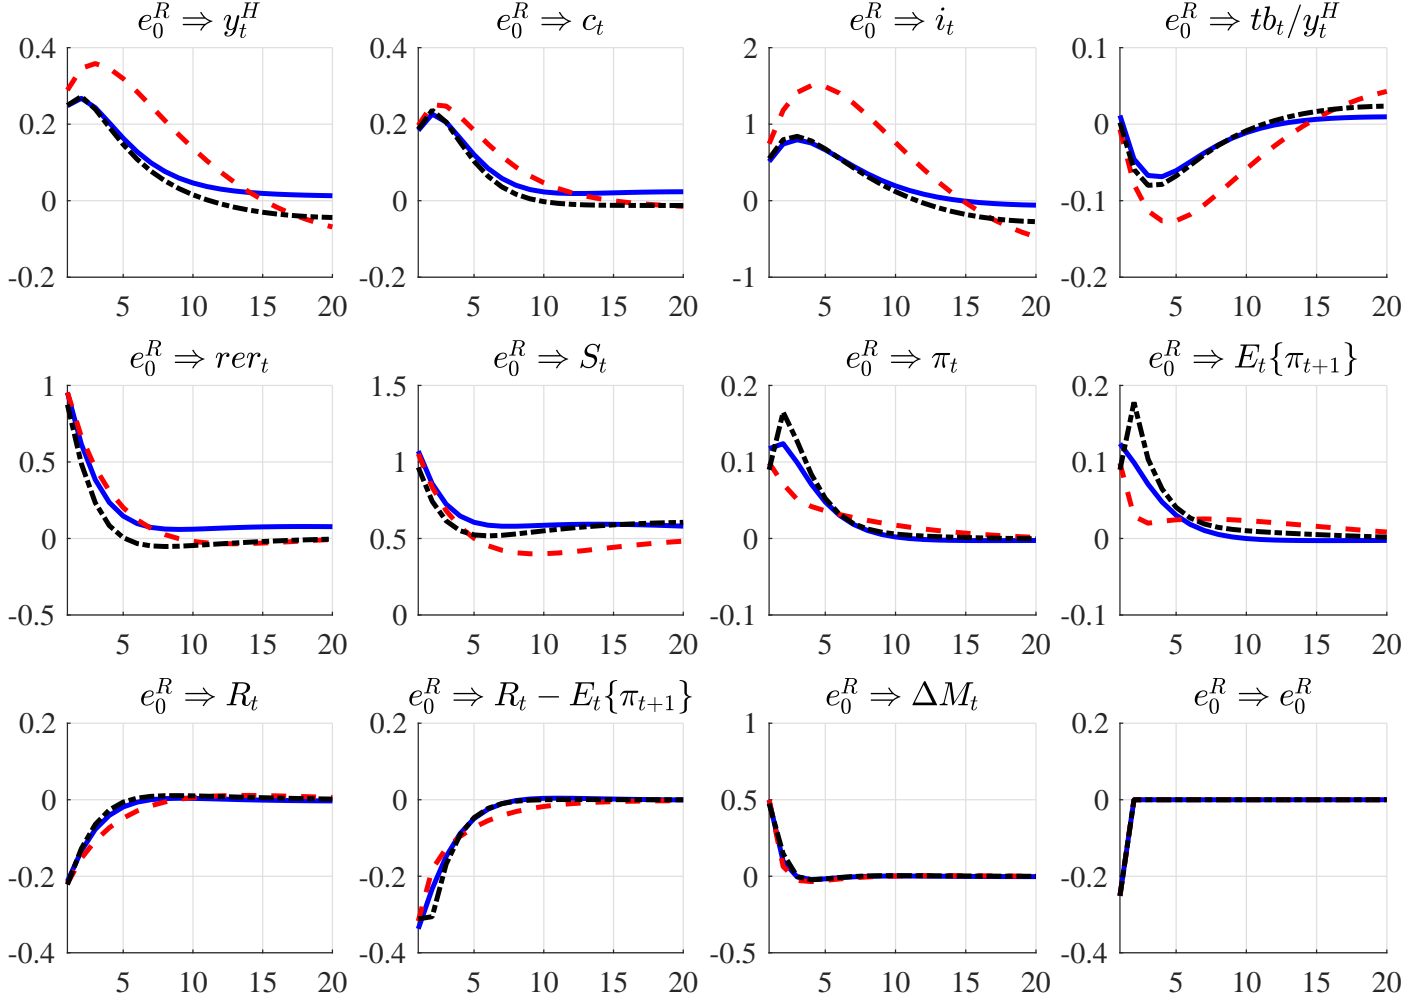 e_0^R ⇒ y_t^H e_0^R ⇒ c_t e_0^R ⇒ i_t e_0^R ⇒ tb_t/y_t^H
0.4 0.4 2 0.1
0.2 0.2 1 0
0 0 0 -0.1
-0.2 -0.2 -1 -0.2
5 10 15 20 5 10 15 20 5 10 15 20 5 10 15 20
e_0^R ⇒ rer_t e_0^R ⇒ S_t e_0^R ⇒ π_t e_0^R ⇒ E_t{π_{t+1}}
1 1.5 0.2 0.2
0.5 1 0.1 0.1
0 0.5 0 0
-0.5 0 -0.1 -0.1
5 10 15 20 5 10 15 20 5 10 15 20 5 10 15 20
e_0^R ⇒ R_t e_0^R ⇒ R_t − E_t{π_{t+1}} e_0^R ⇒ ΔM_t e_0^R ⇒ e_0^R
0.2 0.2 1 0.2
0 0 0.5 0
-0.2 -0.2 0 -0.2
-0.4 -0.4 -0.5 -0.4
5 10 15 20 5 10 15 20 5 10 15 20 5 10 15 20